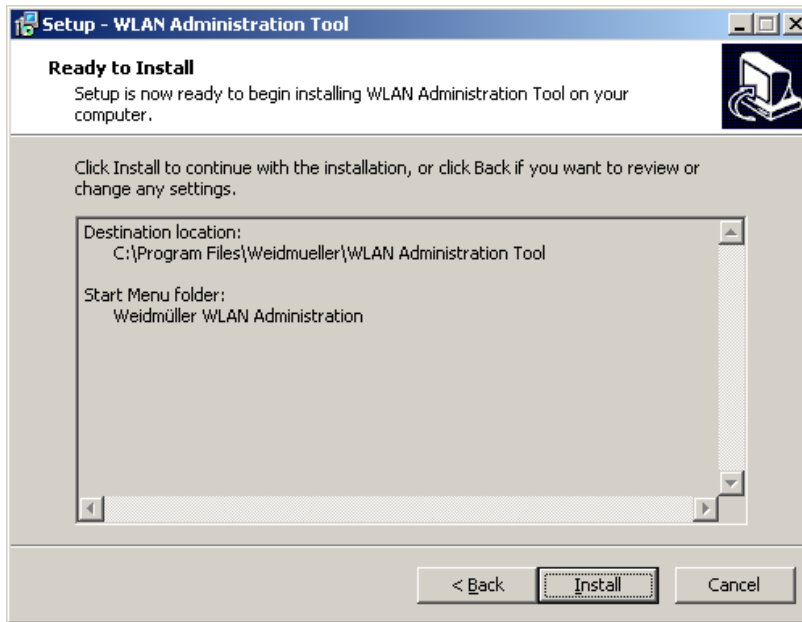 Setup - WLAN Administration Tool
Ready to Install
Setup is now ready to begin installing WLAN Administration Tool on your
computer.
Click Install to continue with the installation, or click Back if you want to review or
change any settings.
Destination location:
C:\Program Files\Weidmueller\WLAN Administration Tool
Start Menu folder:
Weidmüller WLAN Administration
< Back
Install
Cancel